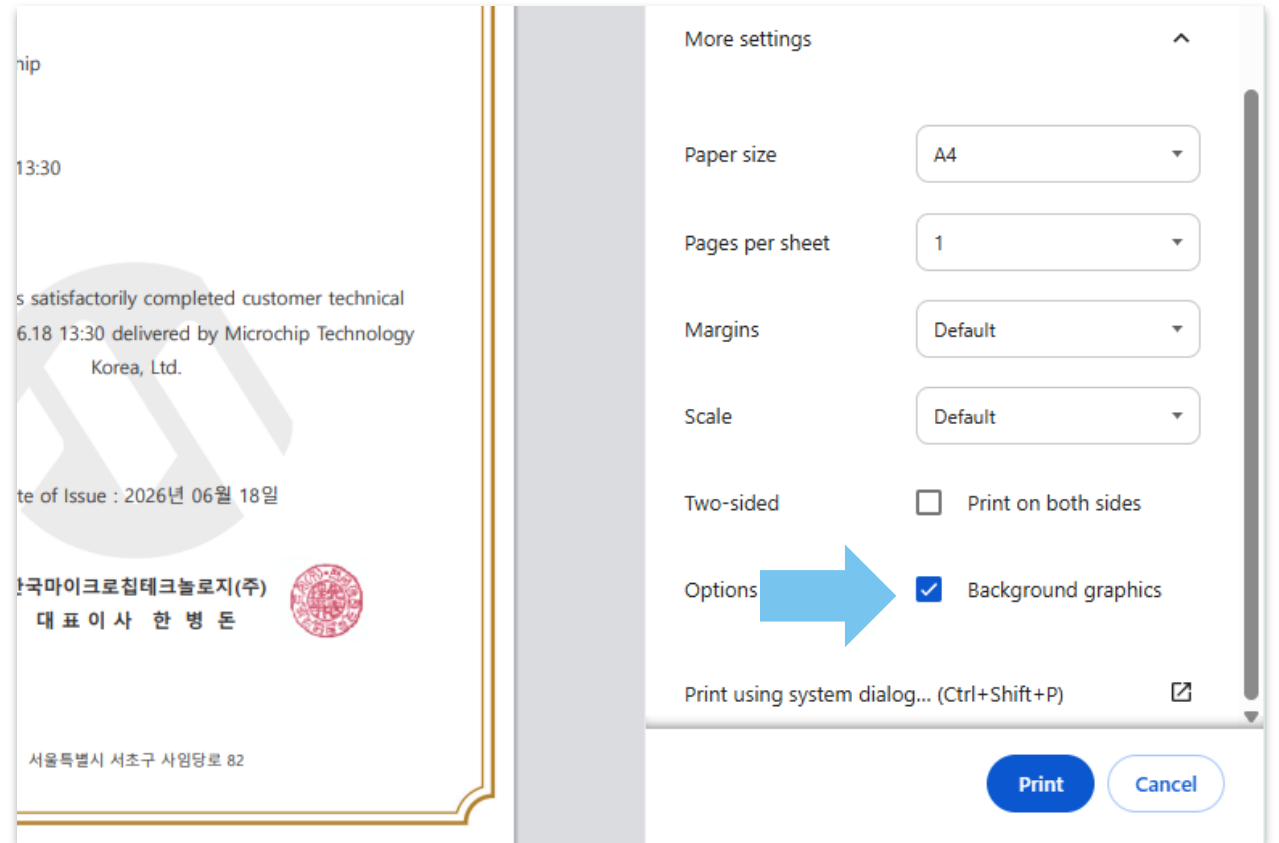 hip
13:30
s satisfactorily completed customer technical
6.18 13:30 delivered by Microchip Technology
Korea, Ltd.
te of Issue : 2026년 06월 18일
한국마이크로칩테크놀로지(주)
대 표 이 사 한 병 돈
서울특별시 서초구 사임당로 82
More settings
Paper size A4
Pages per sheet 1
Margins Default
Scale Default
Two-sided Print on both sides
Options Background graphics
Print using system dialog... (Ctrl+Shift+P)
Print Cancel